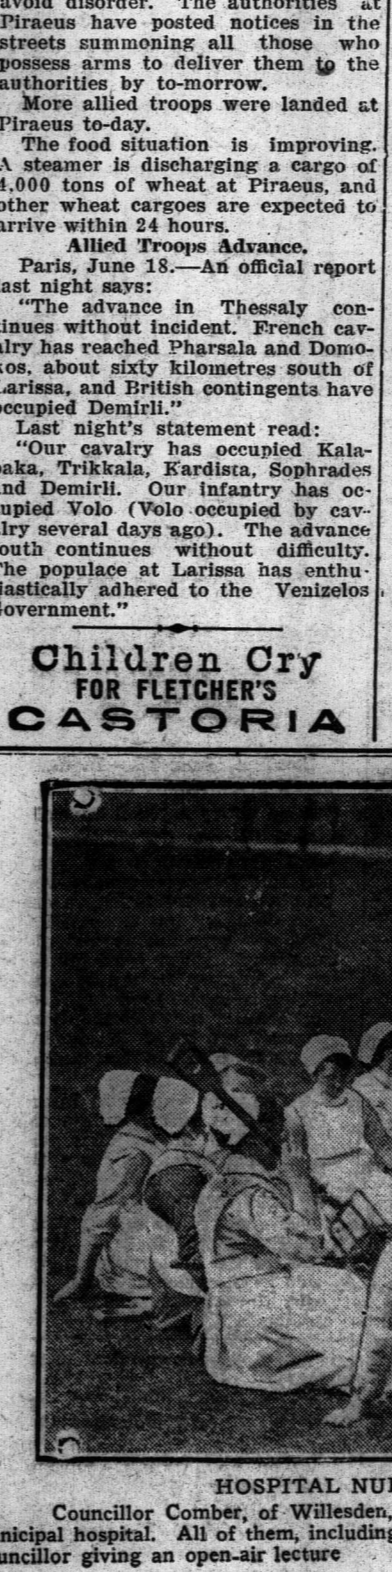 avoid disorder. The authorities at
Piraeus have posted notices in the
streets summoning all those who
possess arms to deliver them to the
authorities by to-morrow.
More allied troops were landed at
Piraeus to-day.
The food situation is improving.
A steamer is discharging a cargo of
4,000 tons of wheat at Piraeus, and
other wheat cargoes are expected to
arrive within 24 hours.
Allied Troops Advance.
Paris, June 18.—An official report
last night says:
"The advance in Thessaly con-
tinues without incident. French cav-
alry has reached Pharsala and Domo-
kos, about sixty kilometres south of
Larissa, and British contingents have
occupied Demirli."
Last night's statement read:
"Our cavalry has occupied Kala-
baka, Trikkala, Kardista, Sophrades
and Demirli. Our infantry has oc-
cupied Volo (Volo occupied by cav-
alry several days ago). The advance
south continues without difficulty.
The populace at Larissa has enthu-
siastically adhered to the Venizelos
Government."
Children Cry
FOR FLETCHER'S
CASTORIA
HOSPITAL NU
Councillor Comber, of Willesden,
nicipal hospital. All of them, including
uncillor giving an open-air lecture